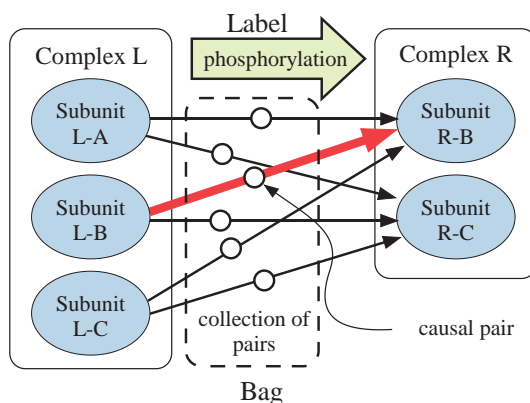 Label
Complex L
phosphorylation
Complex R
Subunit
L-A
Subunit
R-B
Subunit
L-B
Subunit
R-C
Subunit
L-C
collection of
pairs
causal pair
Bag